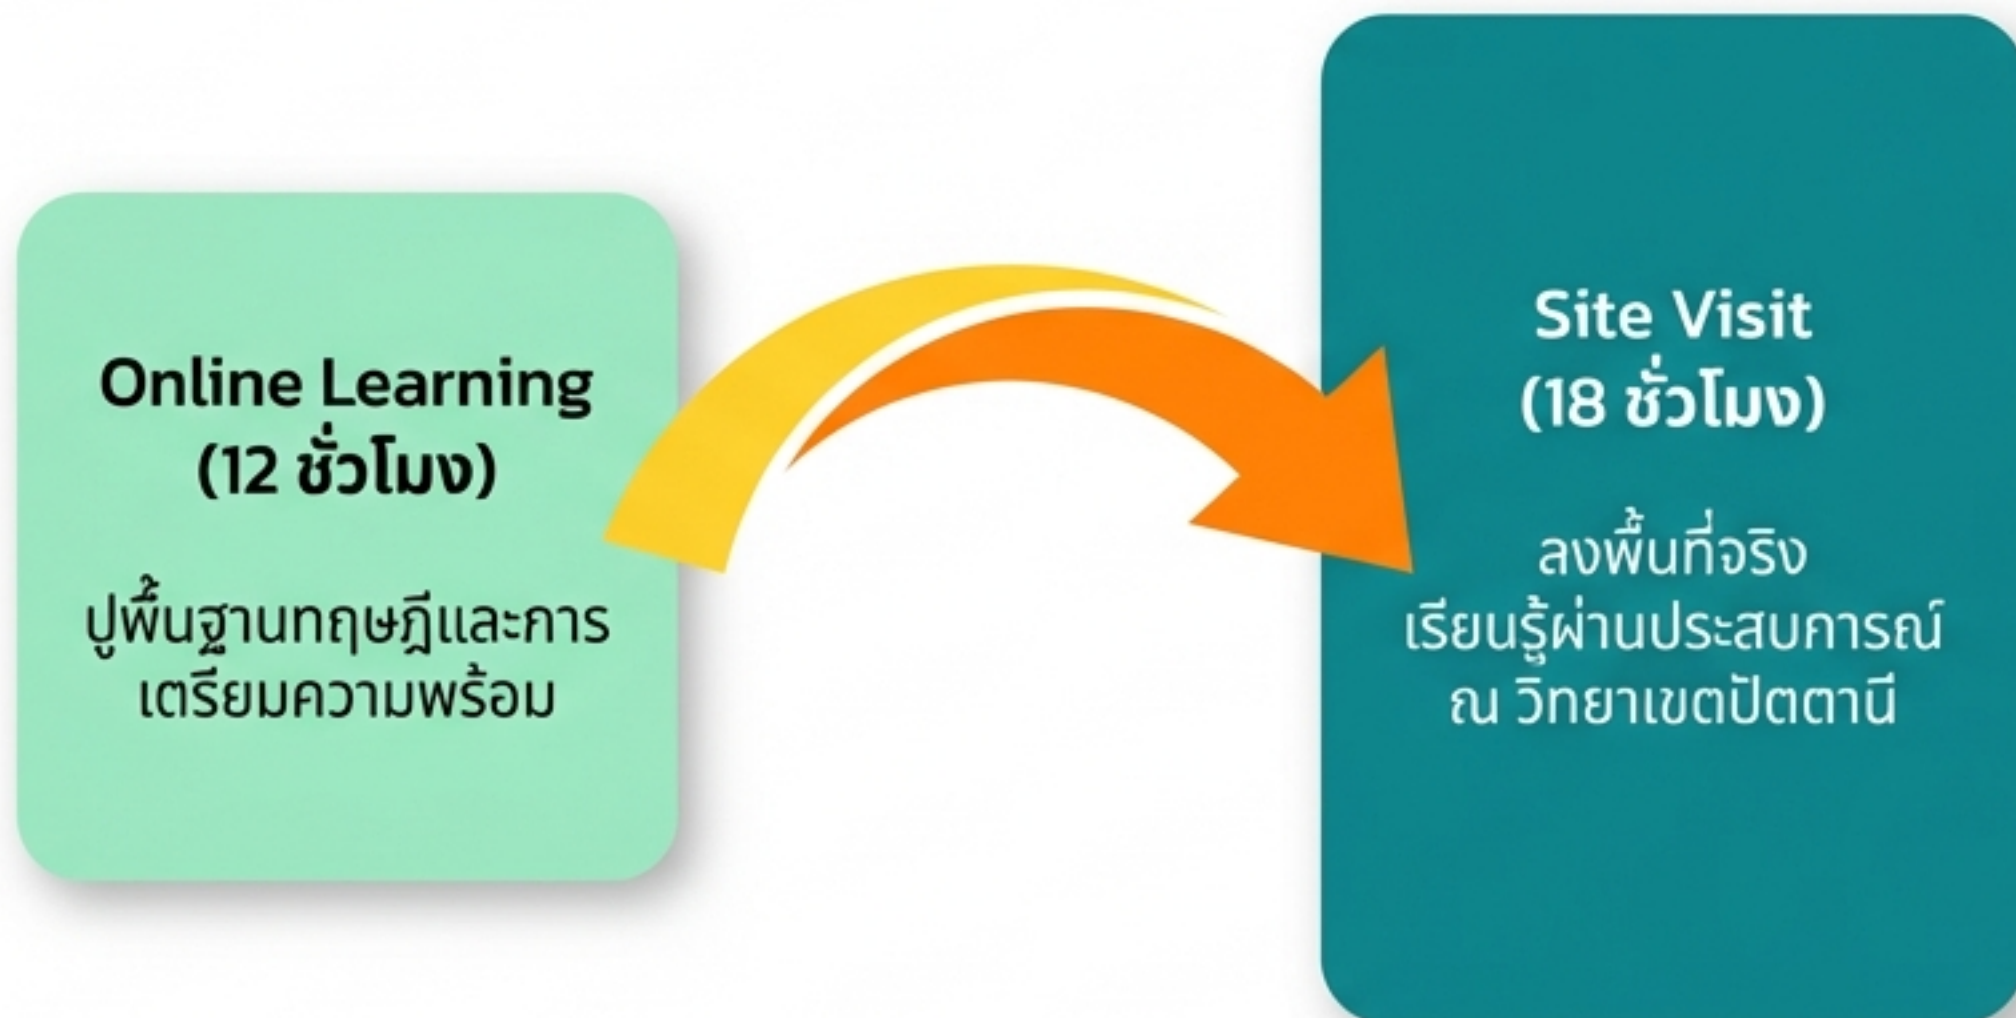 Online Learning
(12 ชั่วโมง)
ปูพื้นฐานทฤษฎีและการ
เตรียมความพร้อม
Site Visit
(18 ชั่วโมง)
ลงพื้นที่จริง
เรียนรู้ผ่านประสบการณ์
ณ วิทยาเขตปัตตานี